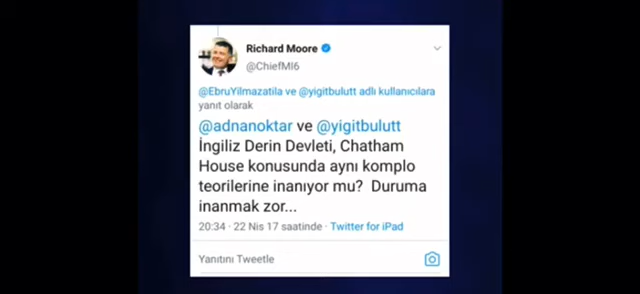 Richard Moore
@ChiefMI6
@EbruYilmazatila ve @yigitbulutt adlı kullanıcılara
yanıt olarak
@adnanoktar ve @yigitbulutt
İngiliz Derin Devleti, Chatham
House konusunda aynı komplo
teorilerine inanıyor mu? Duruma
inanmak zor...
20:34 · 22 Nis 17 saatinde · Twitter for iPad
Yanıtını Tweetle